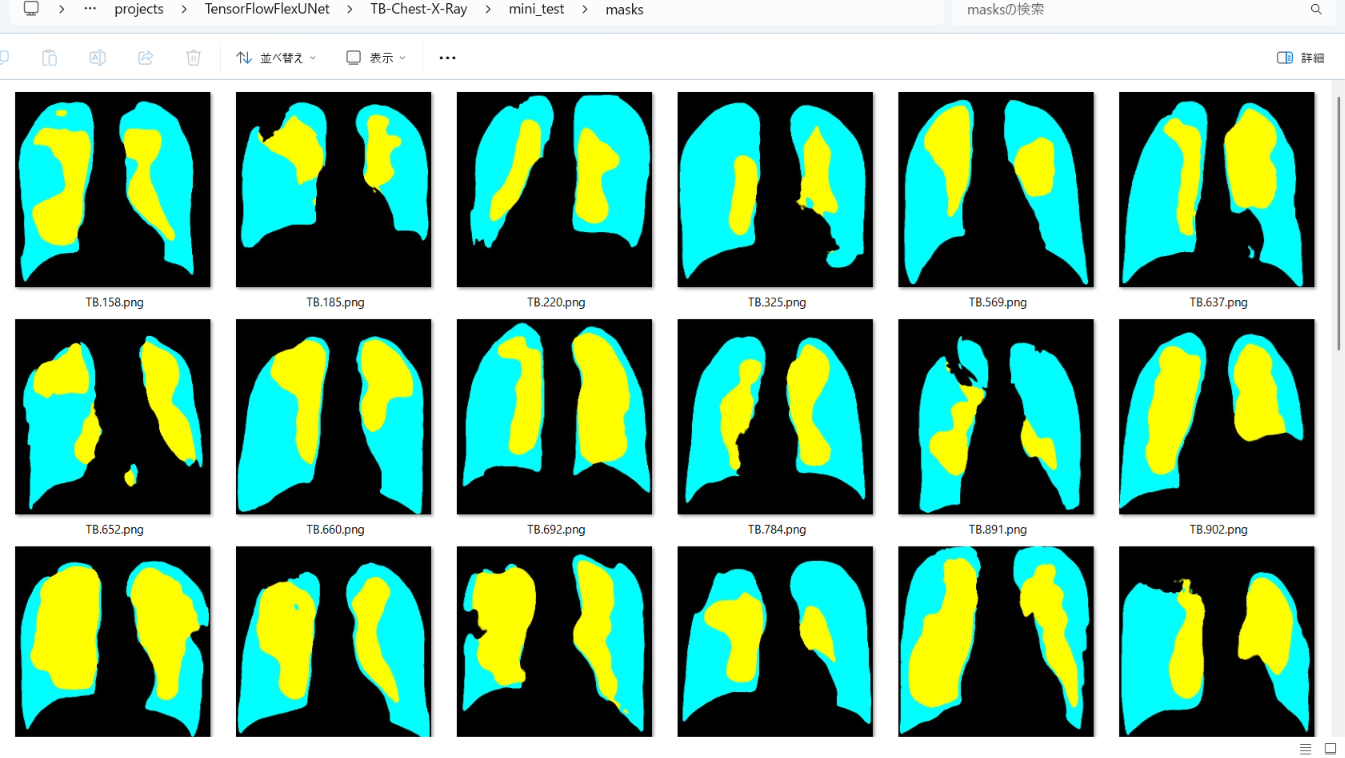 … projects > TensorFlowFlexUNet > TB-Chest-X-Ray > mini_test > masks masksの検索
並べ替え 表示 … 詳細
TB.158.png TB.185.png TB.220.png TB.325.png TB.569.png TB.637.png
TB.652.png TB.660.png TB.692.png TB.784.png TB.891.png TB.902.png